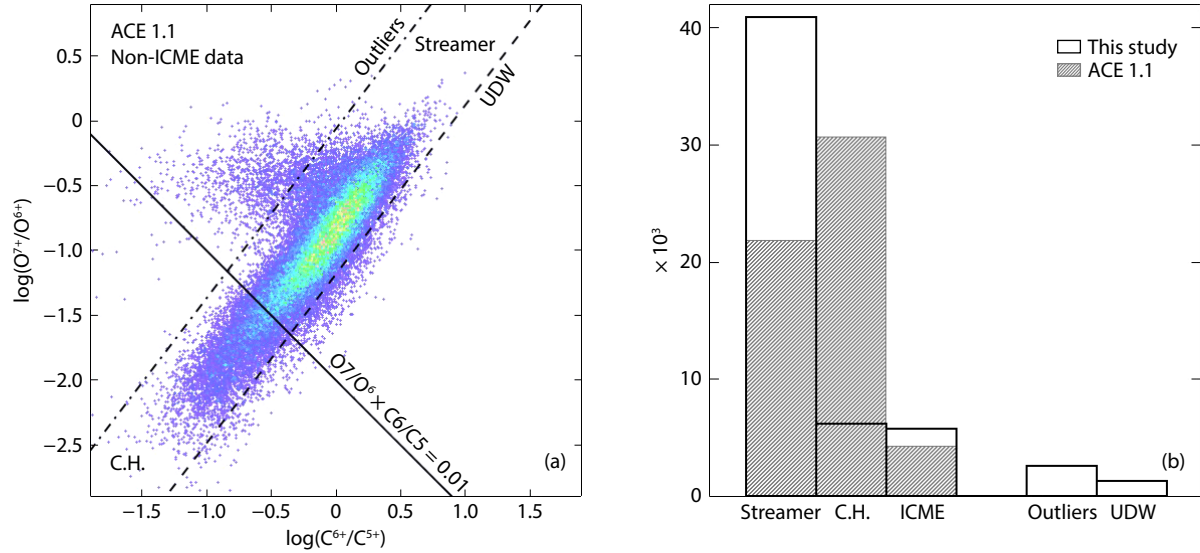 ACE 1.1
Non-ICME data
Outliers
Streamer
UDW
0.5
0
−0.5
−1.0
−1.5
−2.0
−2.5
log(O⁷⁺/O⁶⁺)
O7/O⁶ × C6/C5 = 0.01
C.H.
(a)
−1.5 −1.0 −0.5 0 0.5 1.0 1.5
log(C⁶⁺/C⁵⁺)
40
30
20
10
0
× 10³
This study
ACE 1.1
(b)
Streamer C.H. ICME Outliers UDW